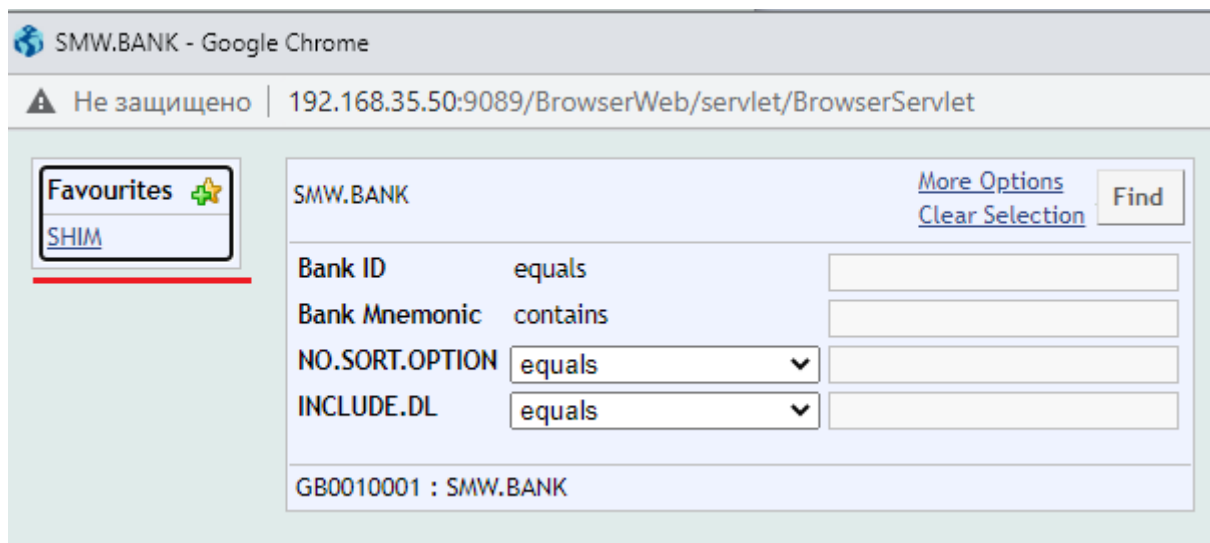 SMW.BANK - Google Chrome
Не защищено | 192.168.35.50:9089/BrowserWeb/servlet/BrowserServlet
Favourites
SHIM
SMW.BANK
More Options
Clear Selection
Find
Bank ID equals
Bank Mnemonic contains
NO.SORT.OPTION equals
INCLUDE.DL equals
GB0010001 : SMW.BANK